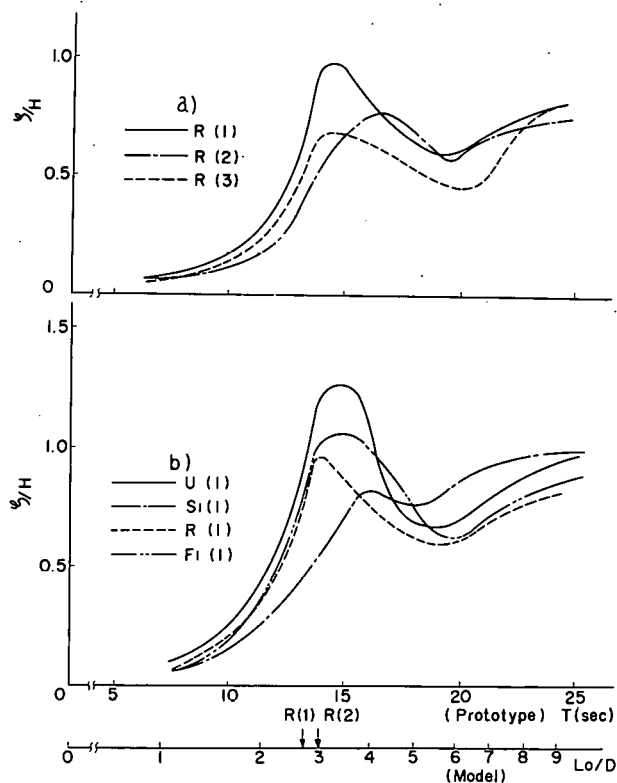 1.0
ζ/H
a)
R (1)
R (2)
0.5
R (3)
0
1.5
1.0
ζ/H
b)
U (1)
Si (1)
R (1)
0.5
Fi (1)
0 5 10 15 20 25
R(1) R(2) (Prototype) T(sec)
0 1 2 3 4 5 6 7 8 9 Lo/D
(Model)